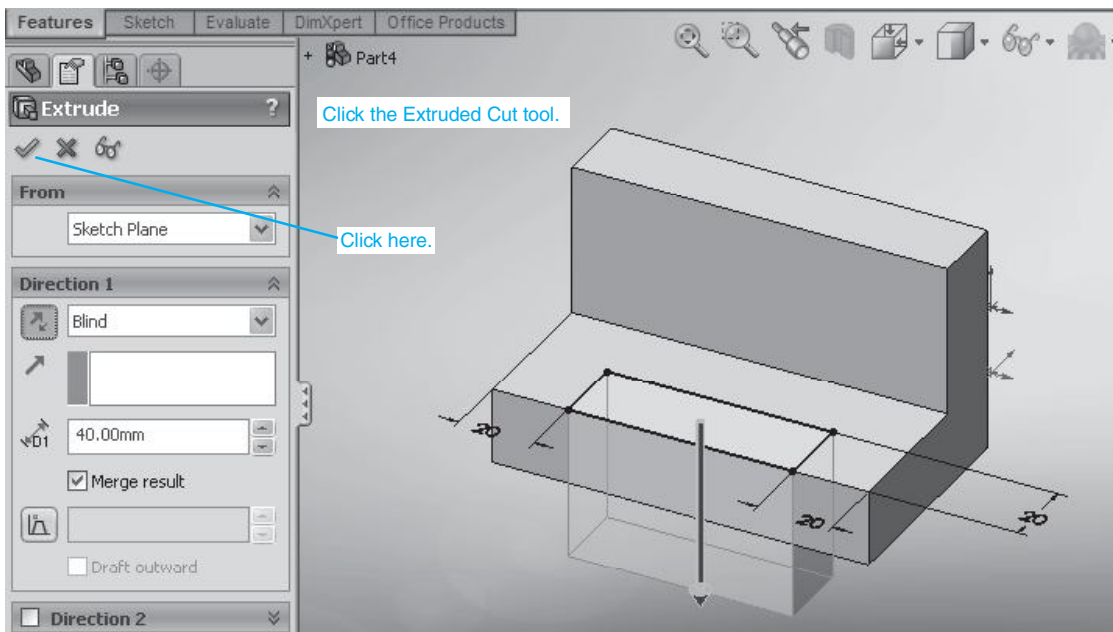 Features Sketch Evaluate DimXpert Office Products
+ Part4
Extrude ?
Click the Extruded Cut tool.
From
Sketch Plane
Click here.
Direction 1
Blind
D1 40.00mm
Merge result
Draft outward
Direction 2
20
20
20